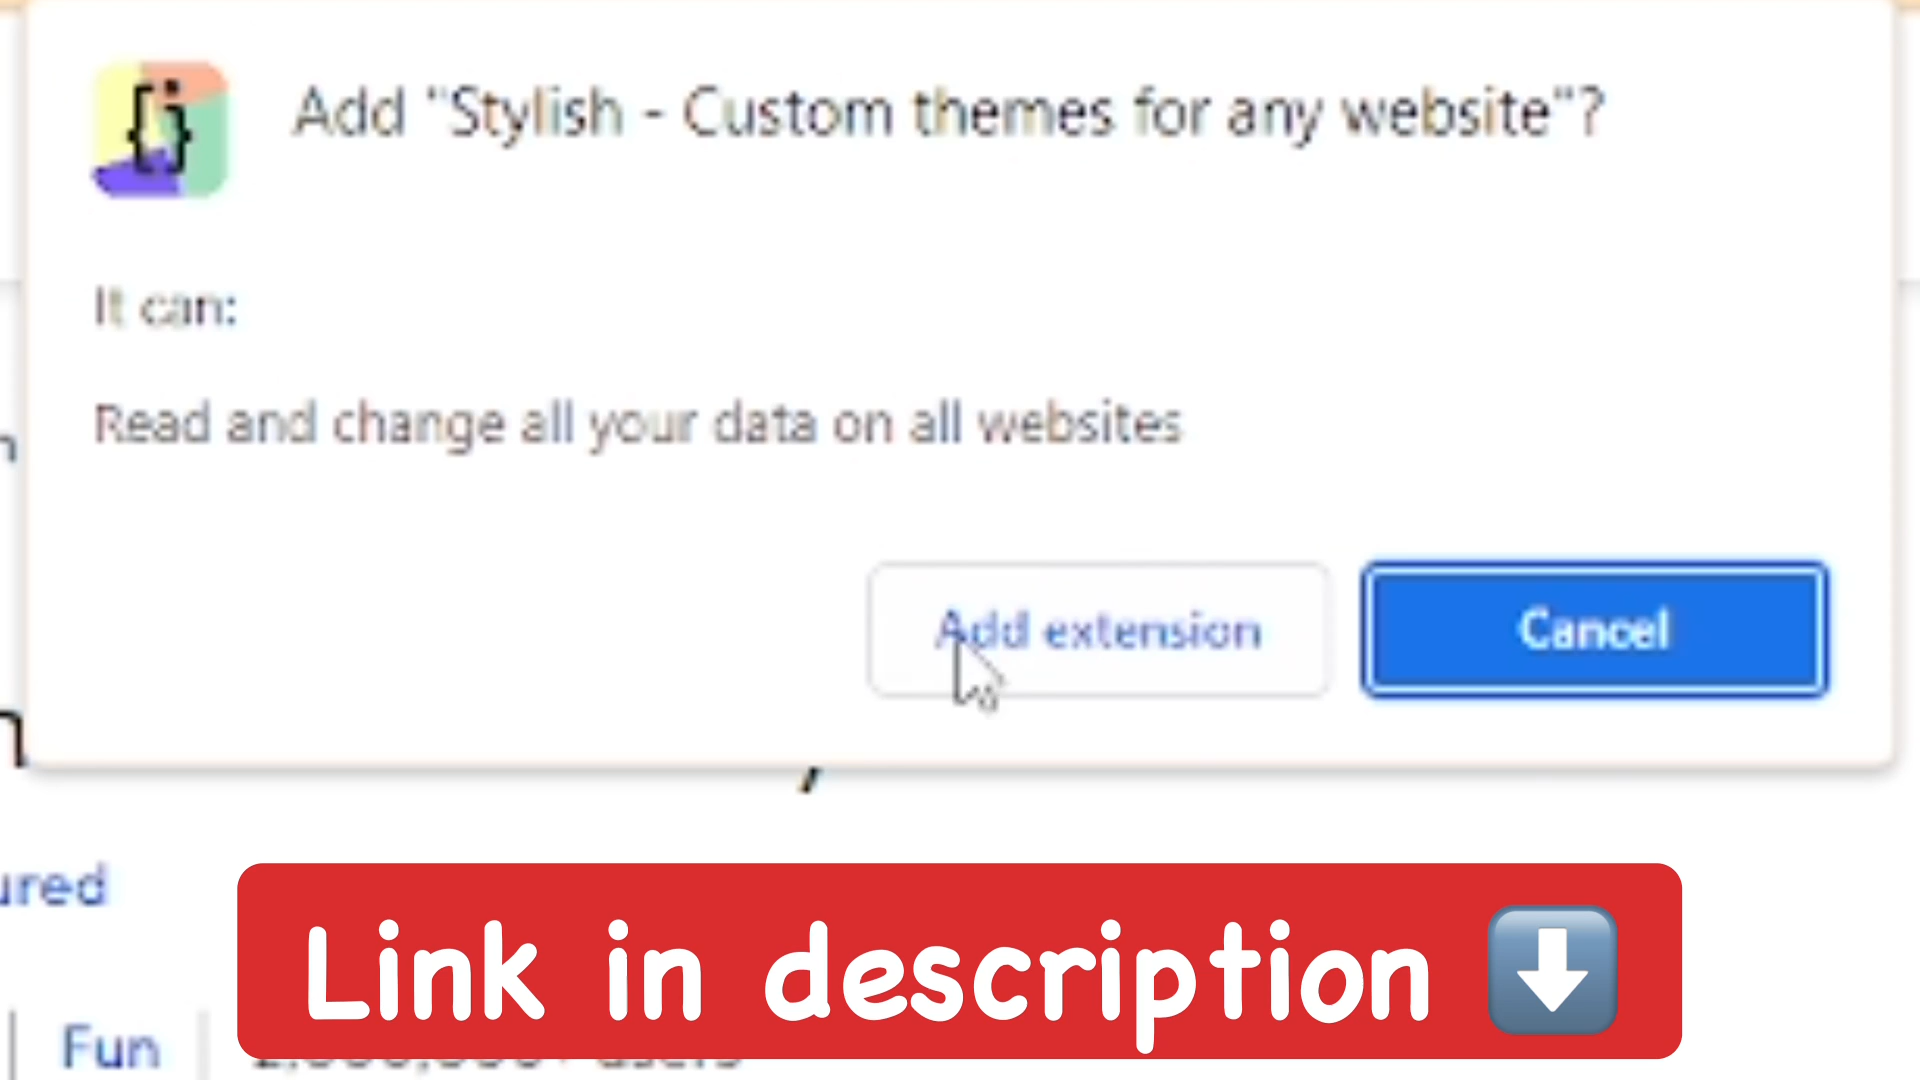 Add "Stylish - Custom themes for any website"?
It can:
Read and change all your data on all websites
Add extension
Cancel
ured
Link in description
Fun